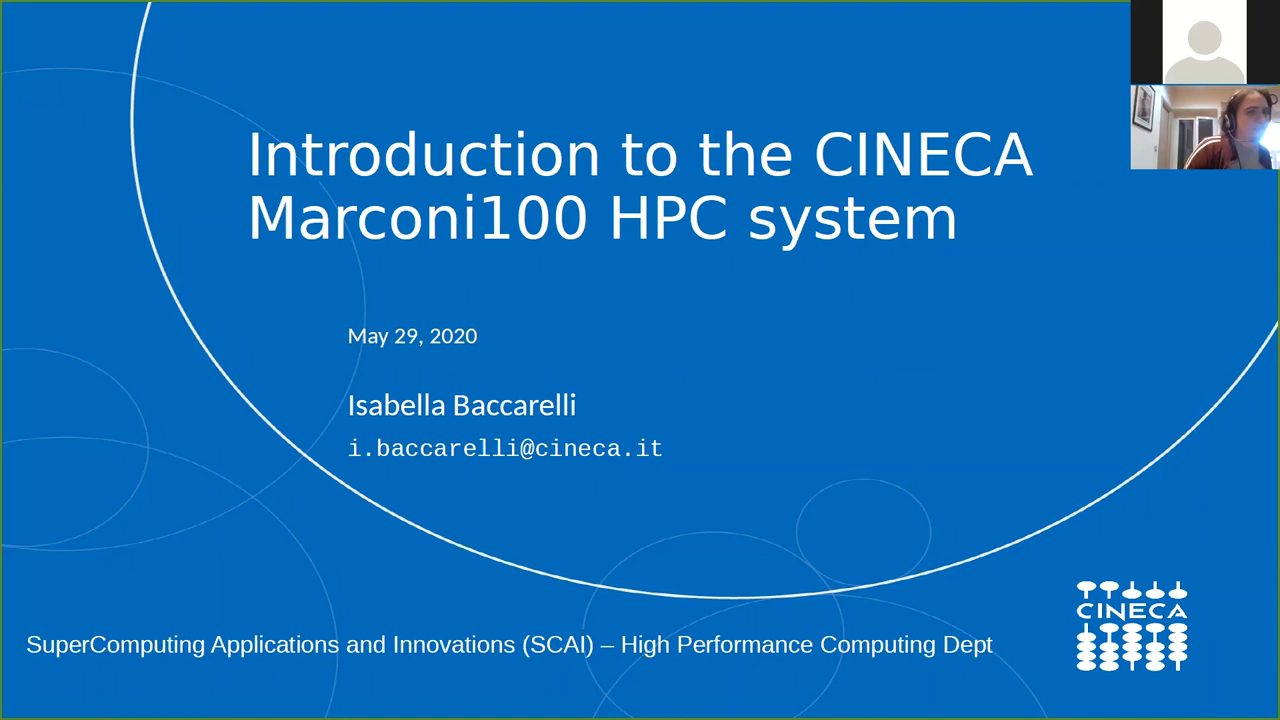 Introduction to the CINECA
Marconi100 HPC system
May 29, 2020
Isabella Baccarelli
i.baccarelli@cineca.it
SuperComputing Applications and Innovations (SCAI) – High Performance Computing Dept
CINECA